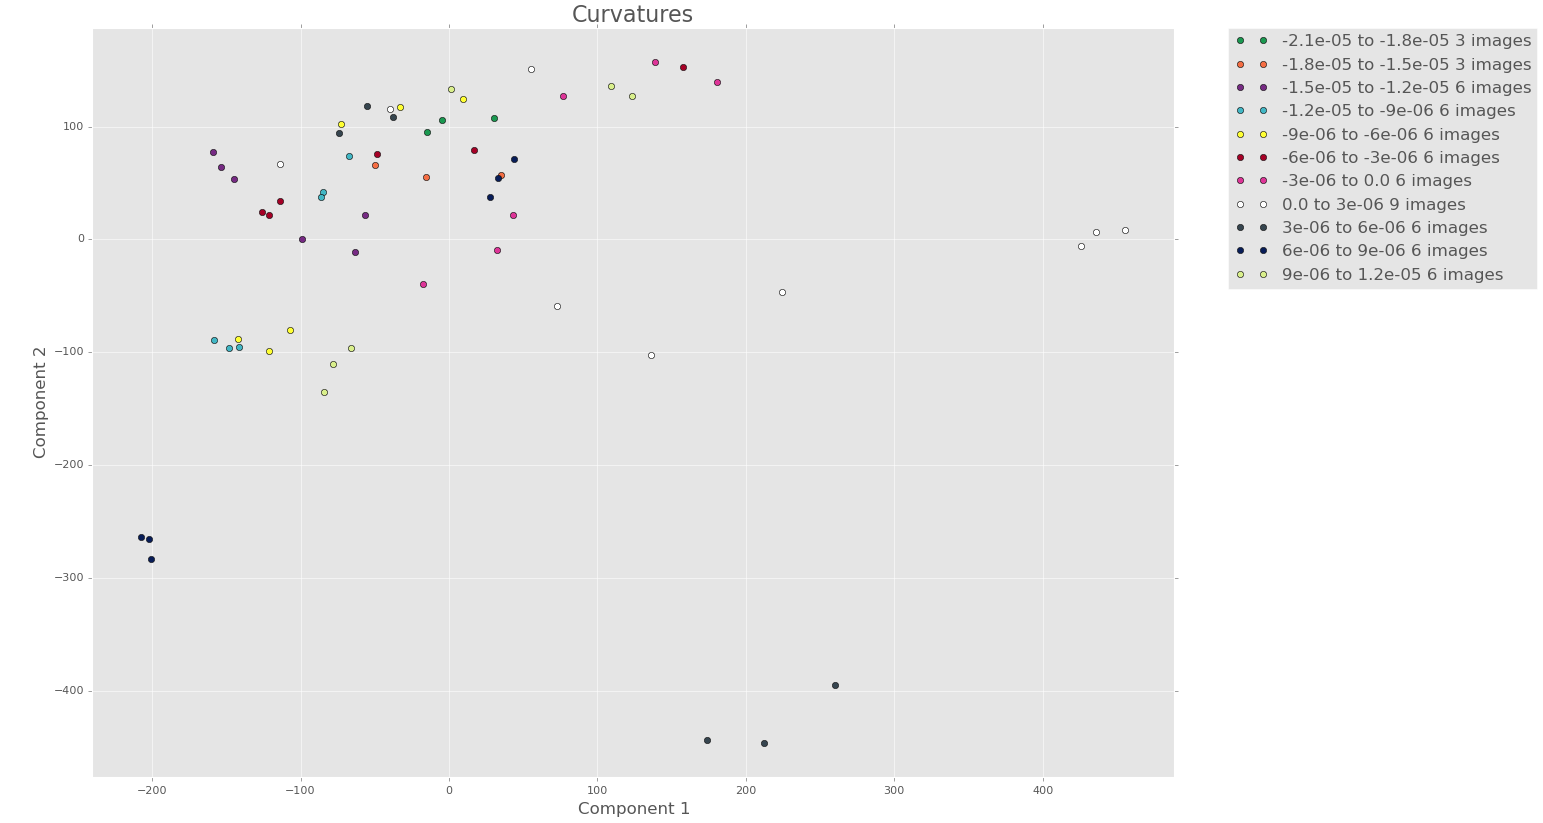 Curvatures
-2.1e-05 to -1.8e-05 3 images
-1.8e-05 to -1.5e-05 3 images
-1.5e-05 to -1.2e-05 6 images
-1.2e-05 to -9e-06 6 images
-9e-06 to -6e-06 6 images
-6e-06 to -3e-06 6 images
-3e-06 to 0.0 6 images
0.0 to 3e-06 9 images
3e-06 to 6e-06 6 images
6e-06 to 9e-06 6 images
9e-06 to 1.2e-05 6 images
Component 2
100
0
−100
−200
−300
−400
−200 −100 0 100 200 300 400
Component 1